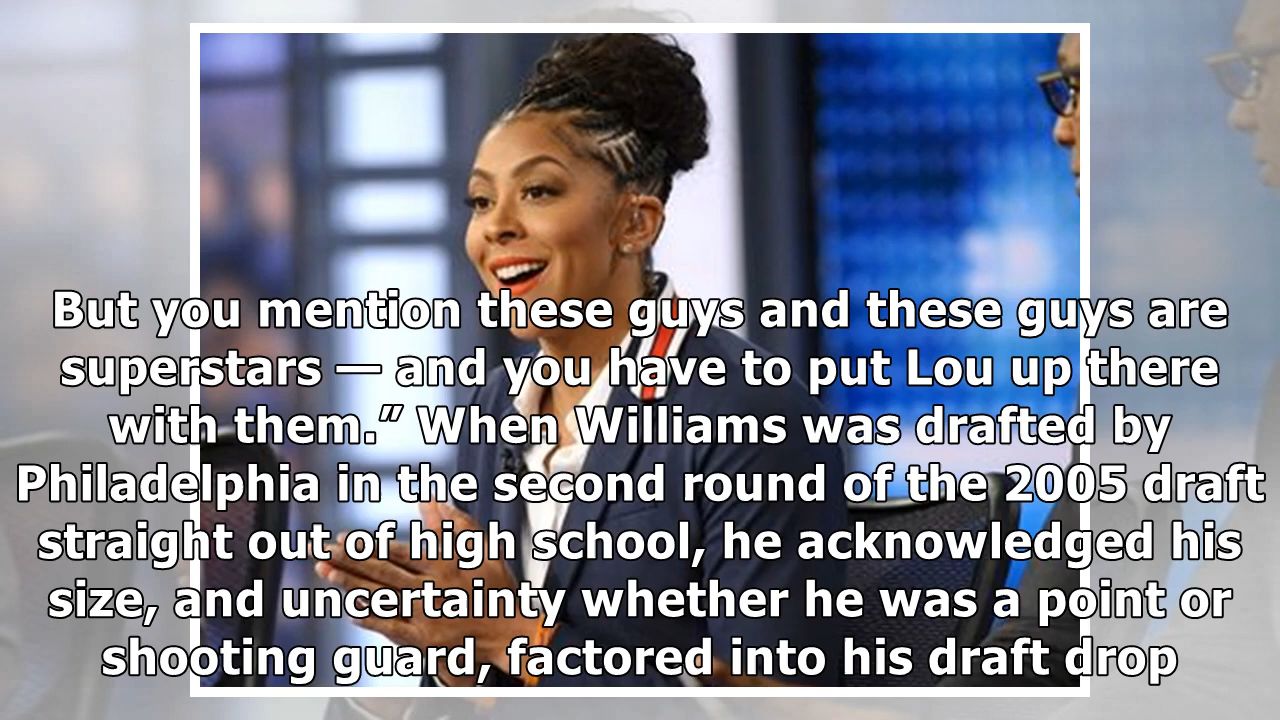 But you mention these guys and these guys are
superstars — and you have to put Lou up there
with them.” When Williams was drafted by
Philadelphia in the second round of the 2005 draft
straight out of high school, he acknowledged his
size, and uncertainty whether he was a point or
shooting guard, factored into his draft drop